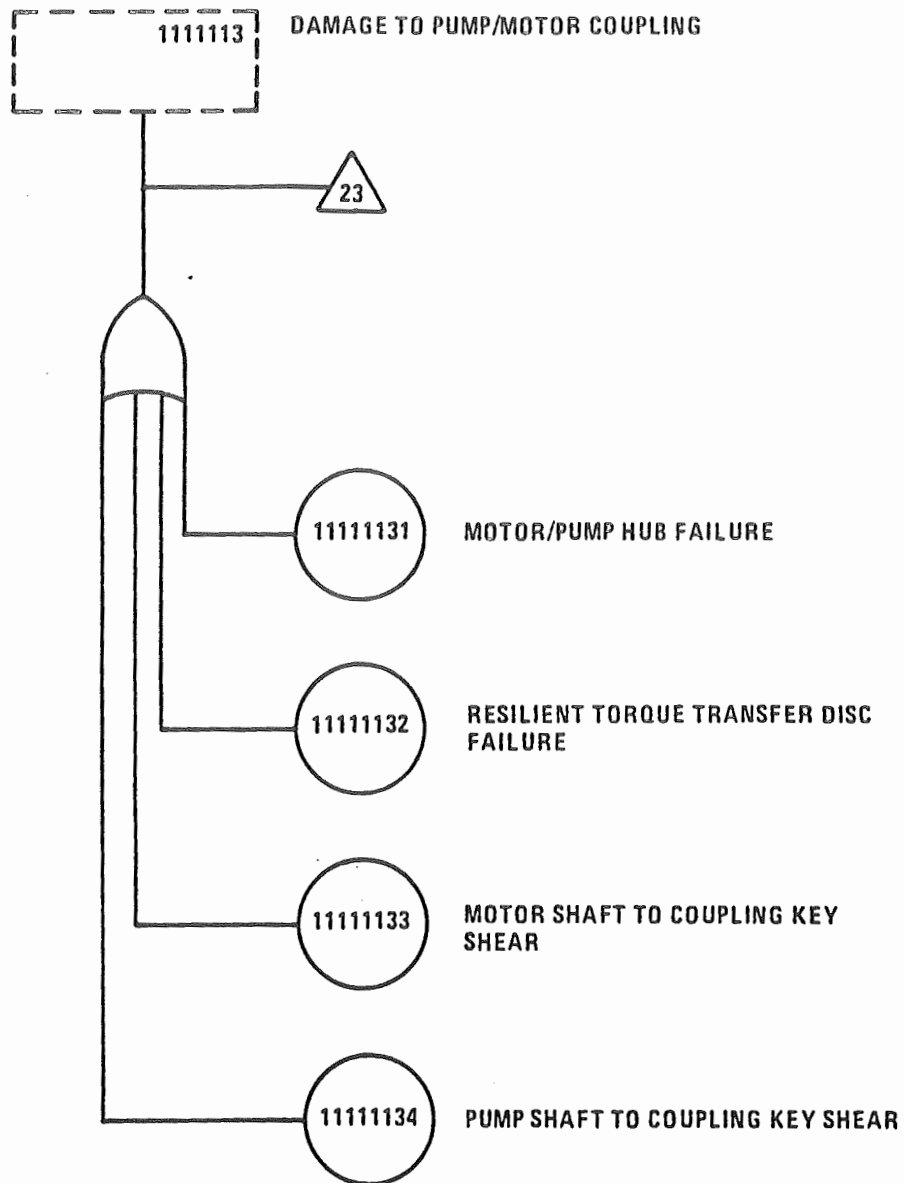 1111113
DAMAGE TO PUMP/MOTOR COUPLING
23
11111131
MOTOR/PUMP HUB FAILURE
11111132
RESILIENT TORQUE TRANSFER DISC
FAILURE
11111133
MOTOR SHAFT TO COUPLING KEY
SHEAR
11111134
PUMP SHAFT TO COUPLING KEY SHEAR